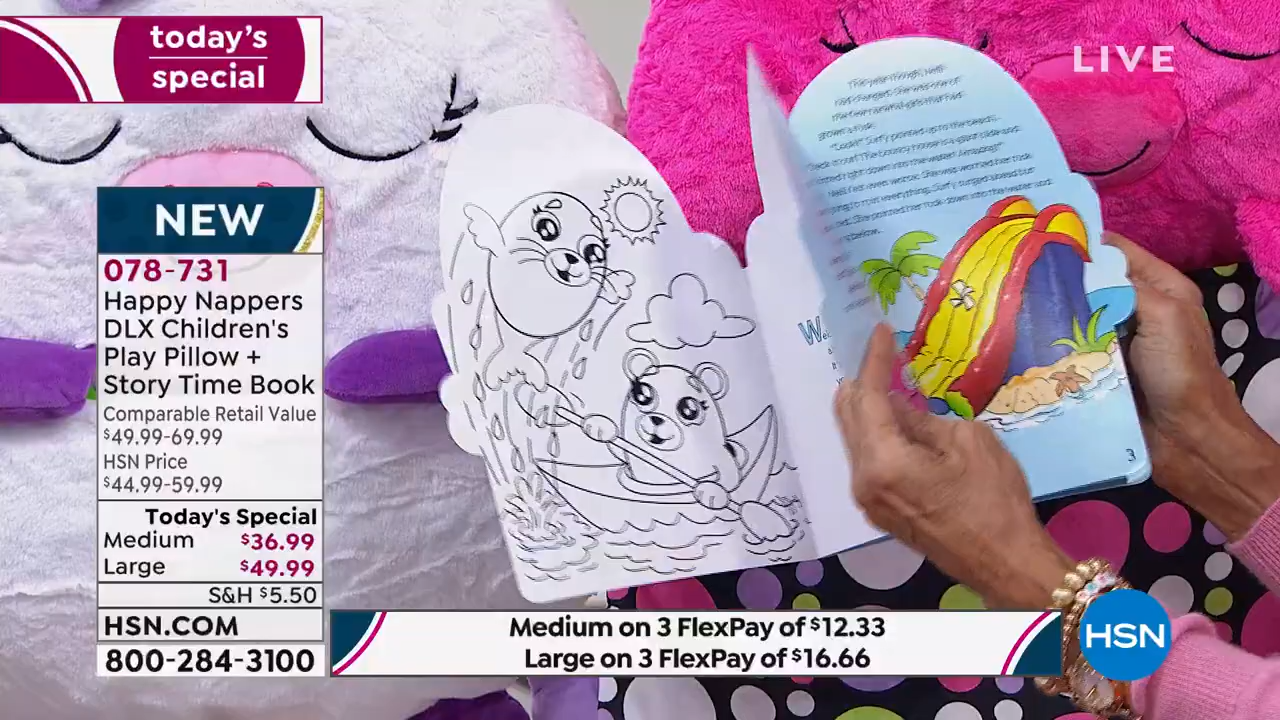 today's
special
LIVE
NEW
078-731
Happy Nappers
DLX Children's
Play Pillow +
Story Time Book
Comparable Retail Value
$49.99-69.99
HSN Price
$44.99-59.99
Today's Special
Medium $36.99
Large $49.99
S&H $5.50
HSN.COM
800-284-3100
Medium on 3 FlexPay of $12.33
Large on 3 FlexPay of $16.66
HSN
3